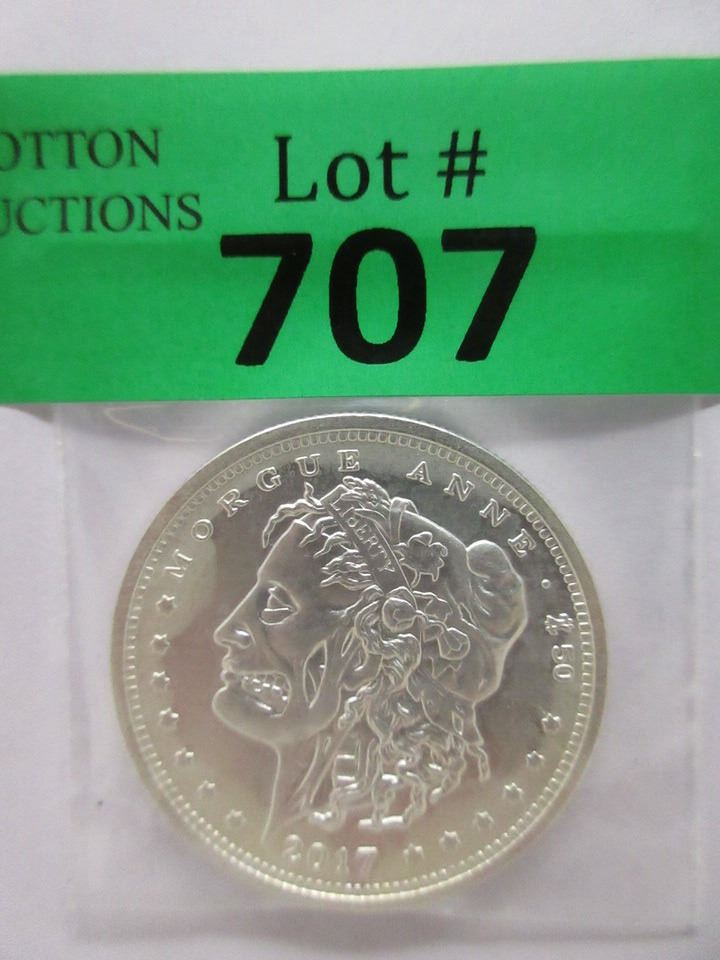 OTTON
UCTIONS
Lot #
707
MORGUE ANNE · Z 50
LIBERTY
2017